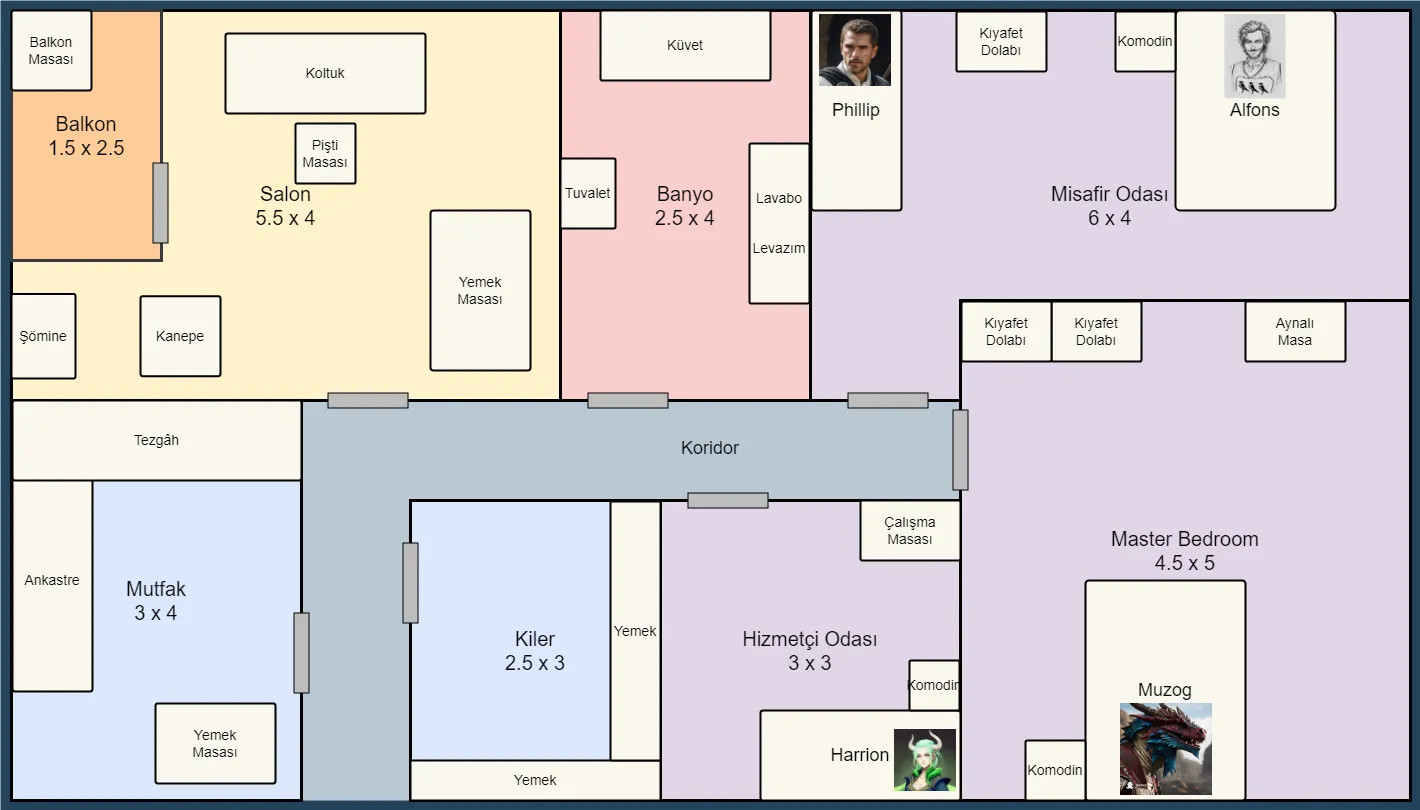 Balkon
Masası
Balkon
1.5 x 2.5
Koltuk
Pişti
Masası
Salon
5.5 x 4
Yemek
Masası
Şömine
Kanepe
Küvet
Tuvalet
Banyo
2.5 x 4
Lavabo
Levazım
Phillip
Kıyafet
Dolabı
Komodin
Alfons
Misafir Odası
6 x 4
Kıyafet
Dolabı
Kıyafet
Dolabı
Aynalı
Masa
Tezgâh
Ankastre
Mutfak
3 x 4
Yemek
Masası
Koridor
Kiler
2.5 x 3
Yemek
Yemek
Çalışma
Masası
Hizmetçi Odası
3 x 3
Komodin
Harrion
Master Bedroom
4.5 x 5
Muzog
Komodin